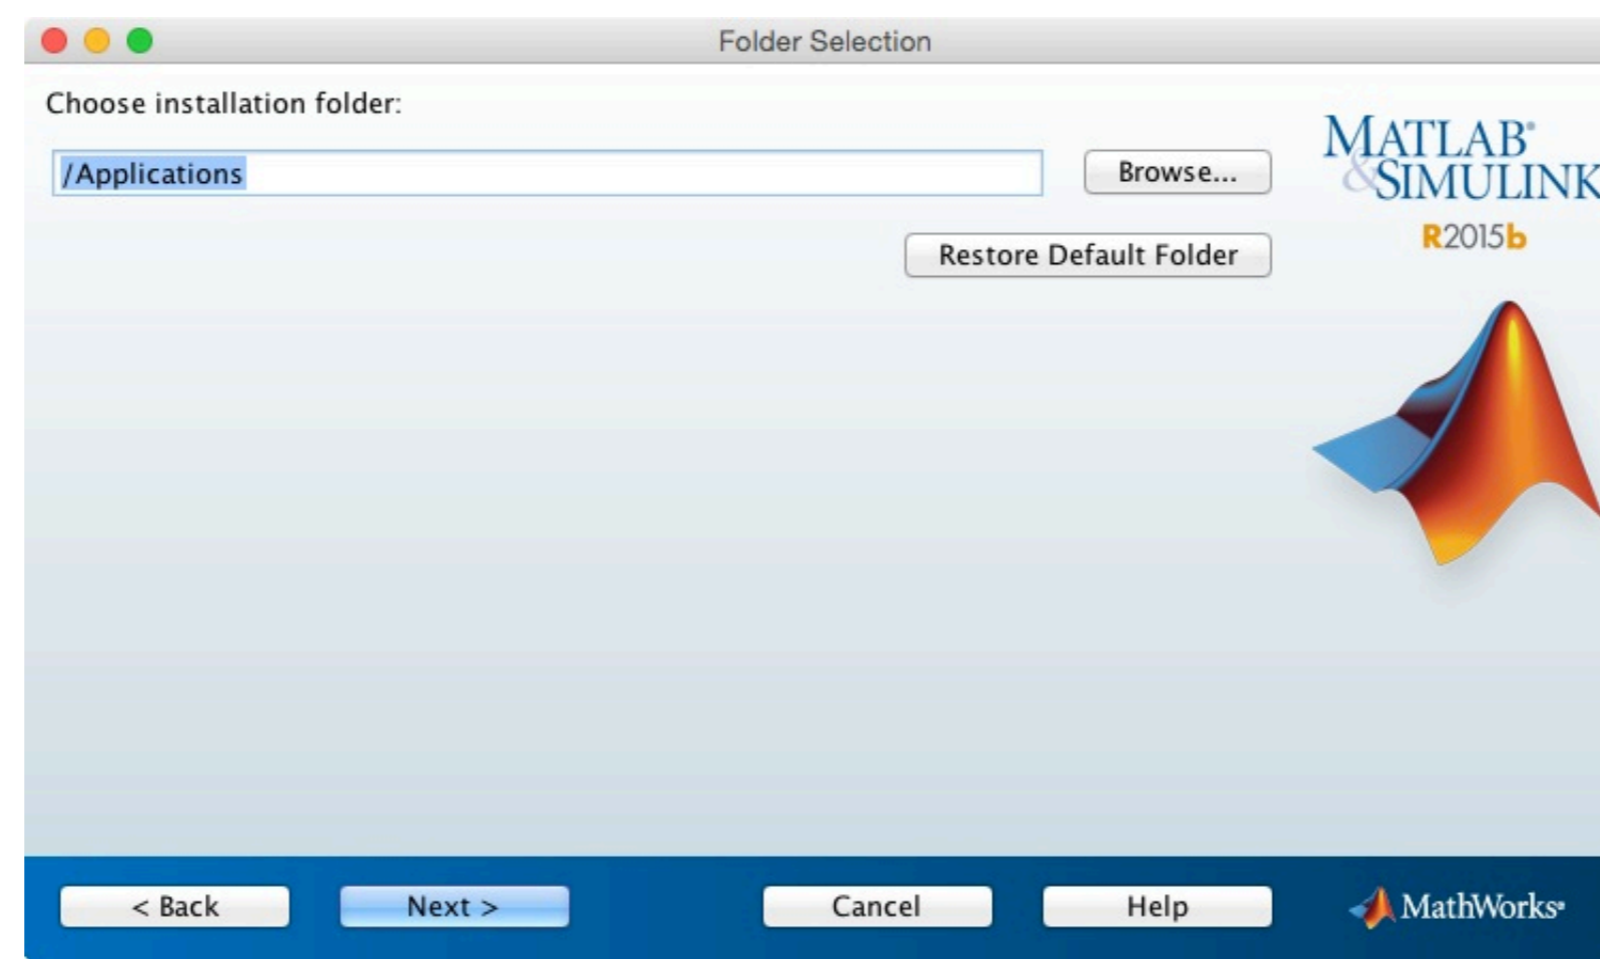 Folder Selection
Choose installation folder:
/Applications
Browse...
Restore Default Folder
MATLAB®
&SIMULINK
R2015b
< Back
Next >
Cancel
Help
MathWorks®